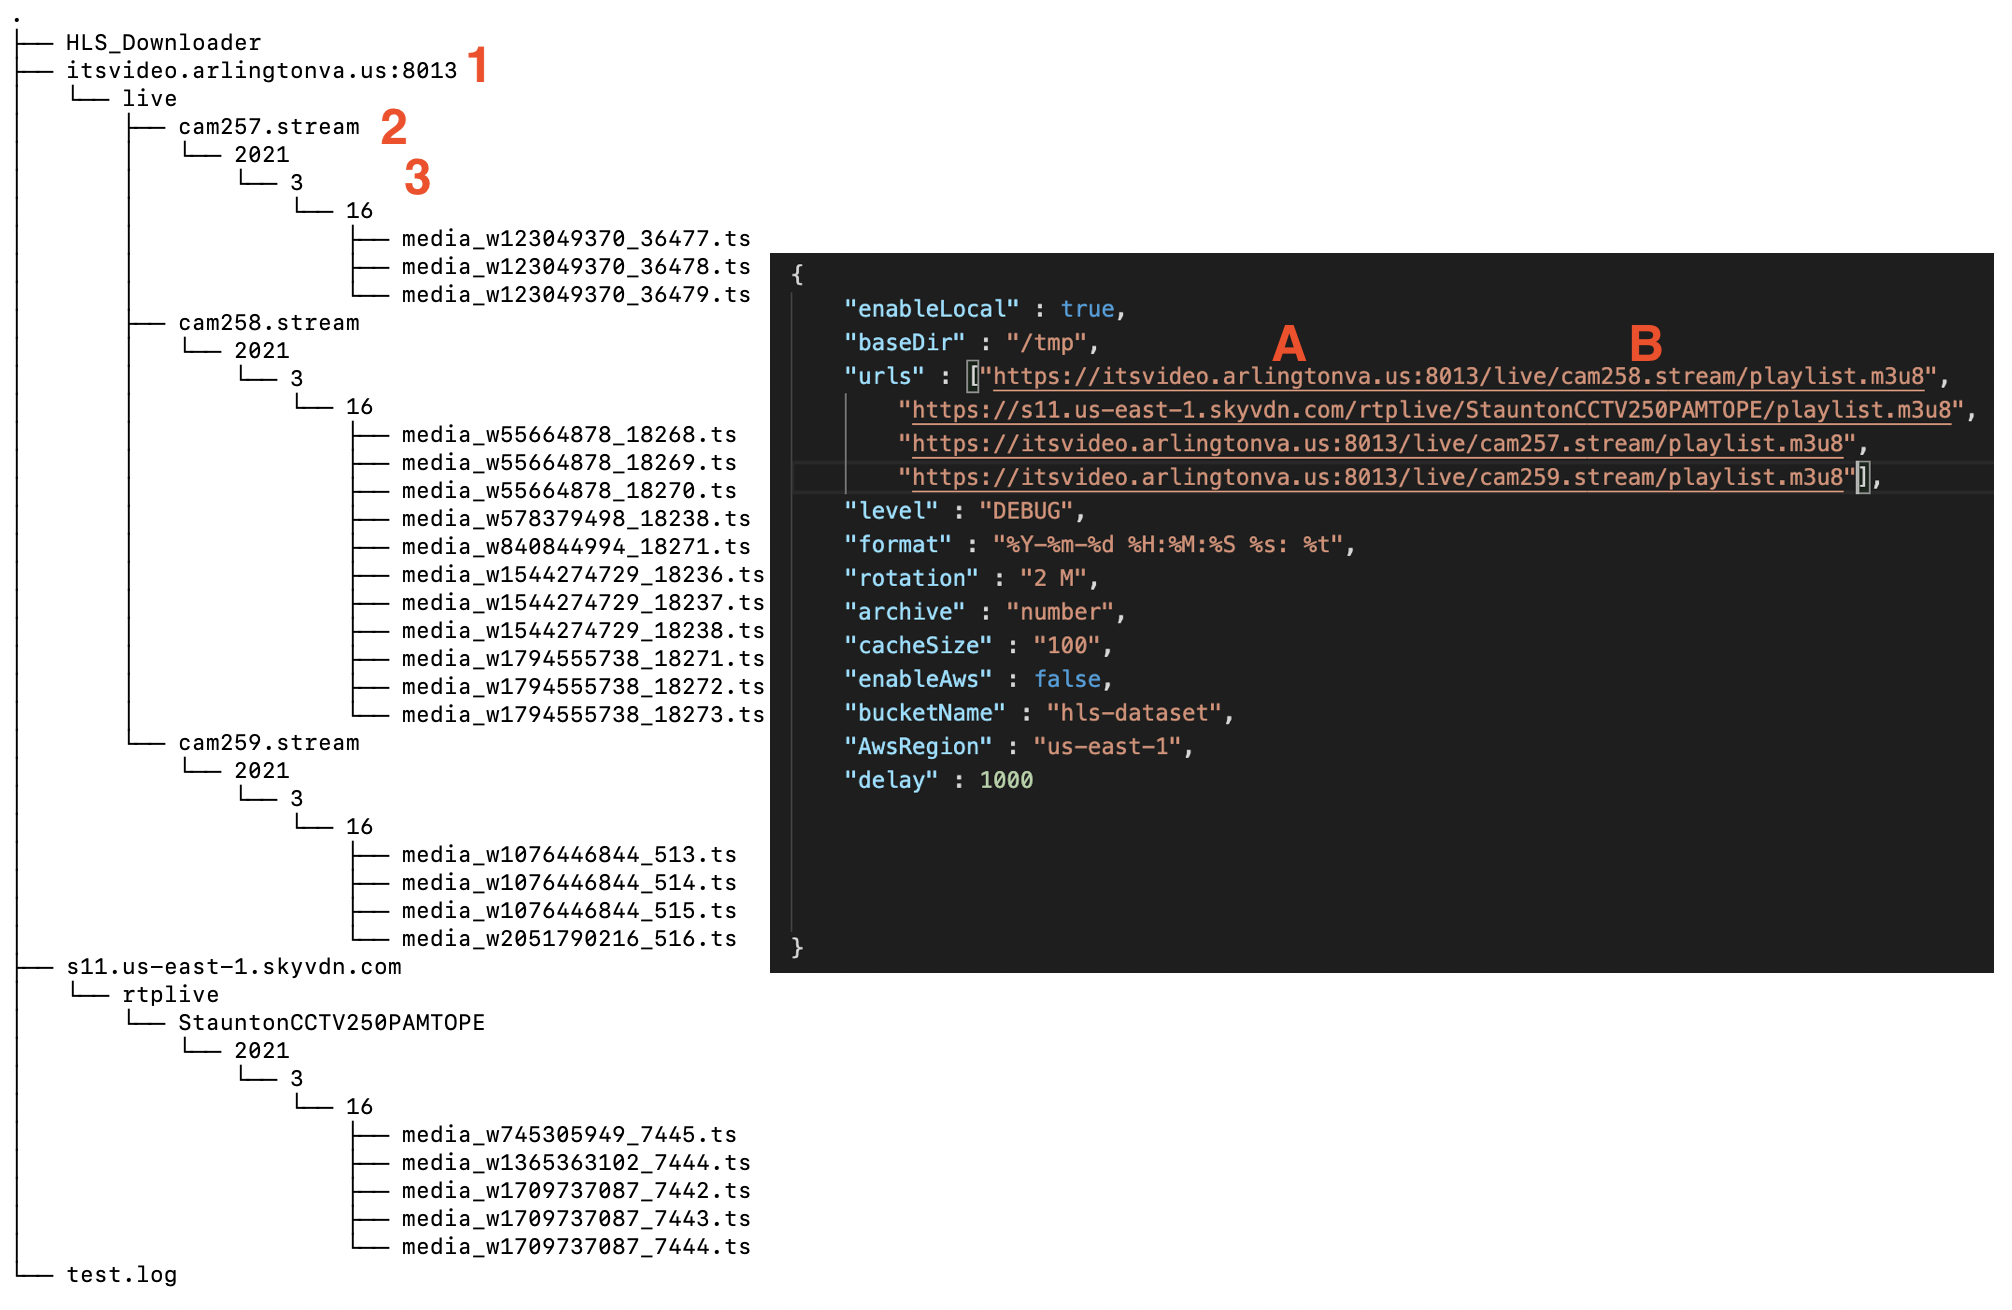 .
├── HLS_Downloader
├── itsvideo.arlingtonva.us:8013 1
│   └── live
│       ├── cam257.stream 2
│       │   └── 2021
│       │       └── 3 3
│       │           └── 16
│       │               ├── media_w123049370_36477.ts
│       │               ├── media_w123049370_36478.ts
│       │               └── media_w123049370_36479.ts
│       ├── cam258.stream
│       │   └── 2021
│       │       └── 3
│       │           └── 16
│       │               ├── media_w55664878_18268.ts
│       │               ├── media_w55664878_18269.ts
│       │               ├── media_w55664878_18270.ts
│       │               ├── media_w578379498_18238.ts
│       │               ├── media_w840844994_18271.ts
│       │               ├── media_w1544274729_18236.ts
│       │               ├── media_w1544274729_18237.ts
│       │               ├── media_w1544274729_18238.ts
│       │               ├── media_w1794555738_18271.ts
│       │               ├── media_w1794555738_18272.ts
│       │               └── media_w1794555738_18273.ts
│       └── cam259.stream
│           └── 2021
│               └── 3
│                   └── 16
│                       ├── media_w1076446844_513.ts
│                       ├── media_w1076446844_514.ts
│                       ├── media_w1076446844_515.ts
│                       └── media_w2051790216_516.ts
├── s11.us-east-1.skyvdn.com
│   └── rtplive
│       └── StauntonCCTV250PAMTOPE
│           └── 2021
│               └── 3
│                   └── 16
│                       ├── media_w745305949_7445.ts
│                       ├── media_w1365363102_7444.ts
│                       ├── media_w1709737087_7442.ts
│                       ├── media_w1709737087_7443.ts
│                       └── media_w1709737087_7444.ts
└── test.log
{
    "enableLocal" : true,
    "baseDir" : "/tmp",
A B
    "urls" : ["https://itsvideo.arlingtonva.us:8013/live/cam258.stream/playlist.m3u8",
        "https://s11.us-east-1.skyvdn.com/rtplive/StauntonCCTV250PAMTOPE/playlist.m3u8",
        "https://itsvideo.arlingtonva.us:8013/live/cam257.stream/playlist.m3u8",
        "https://itsvideo.arlingtonva.us:8013/live/cam259.stream/playlist.m3u8"],
    "level" : "DEBUG",
    "format" : "%Y-%m-%d %H:%M:%S %s: %t",
    "rotation" : "2 M",
    "archive" : "number",
    "cacheSize" : "100",
    "enableAws" : false,
    "bucketName" : "hls-dataset",
    "AwsRegion" : "us-east-1",
    "delay" : 1000
}